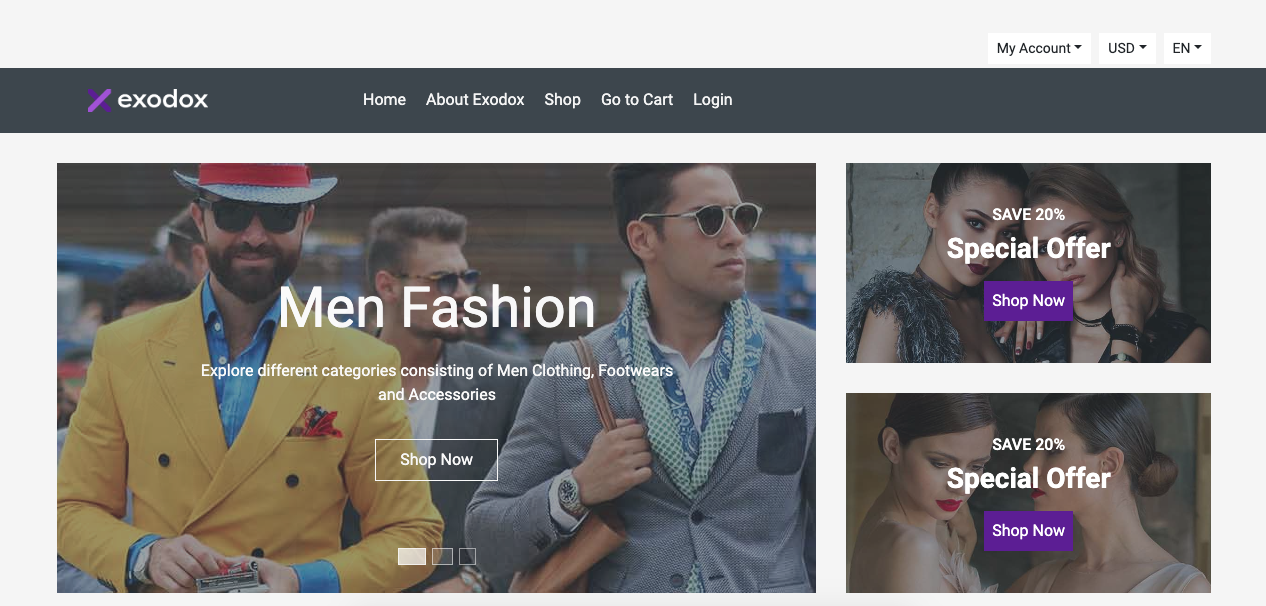 My Account USD EN
exodox Home About Exodox Shop Go to Cart Login
Men Fashion
Explore different categories consisting of Men Clothing, Footwears
and Accessories
Shop Now
SAVE 20%
Special Offer
Shop Now
SAVE 20%
Special Offer
Shop Now